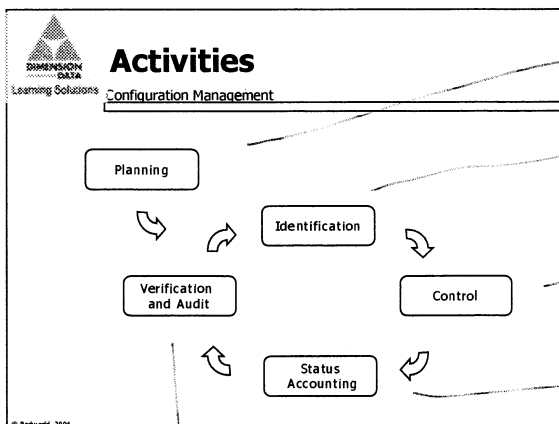 DIMENSION
DATA
Learning Solutions
Activities
Configuration Management
Planning
Identification
Verification
and Audit
Control
Status
Accounting